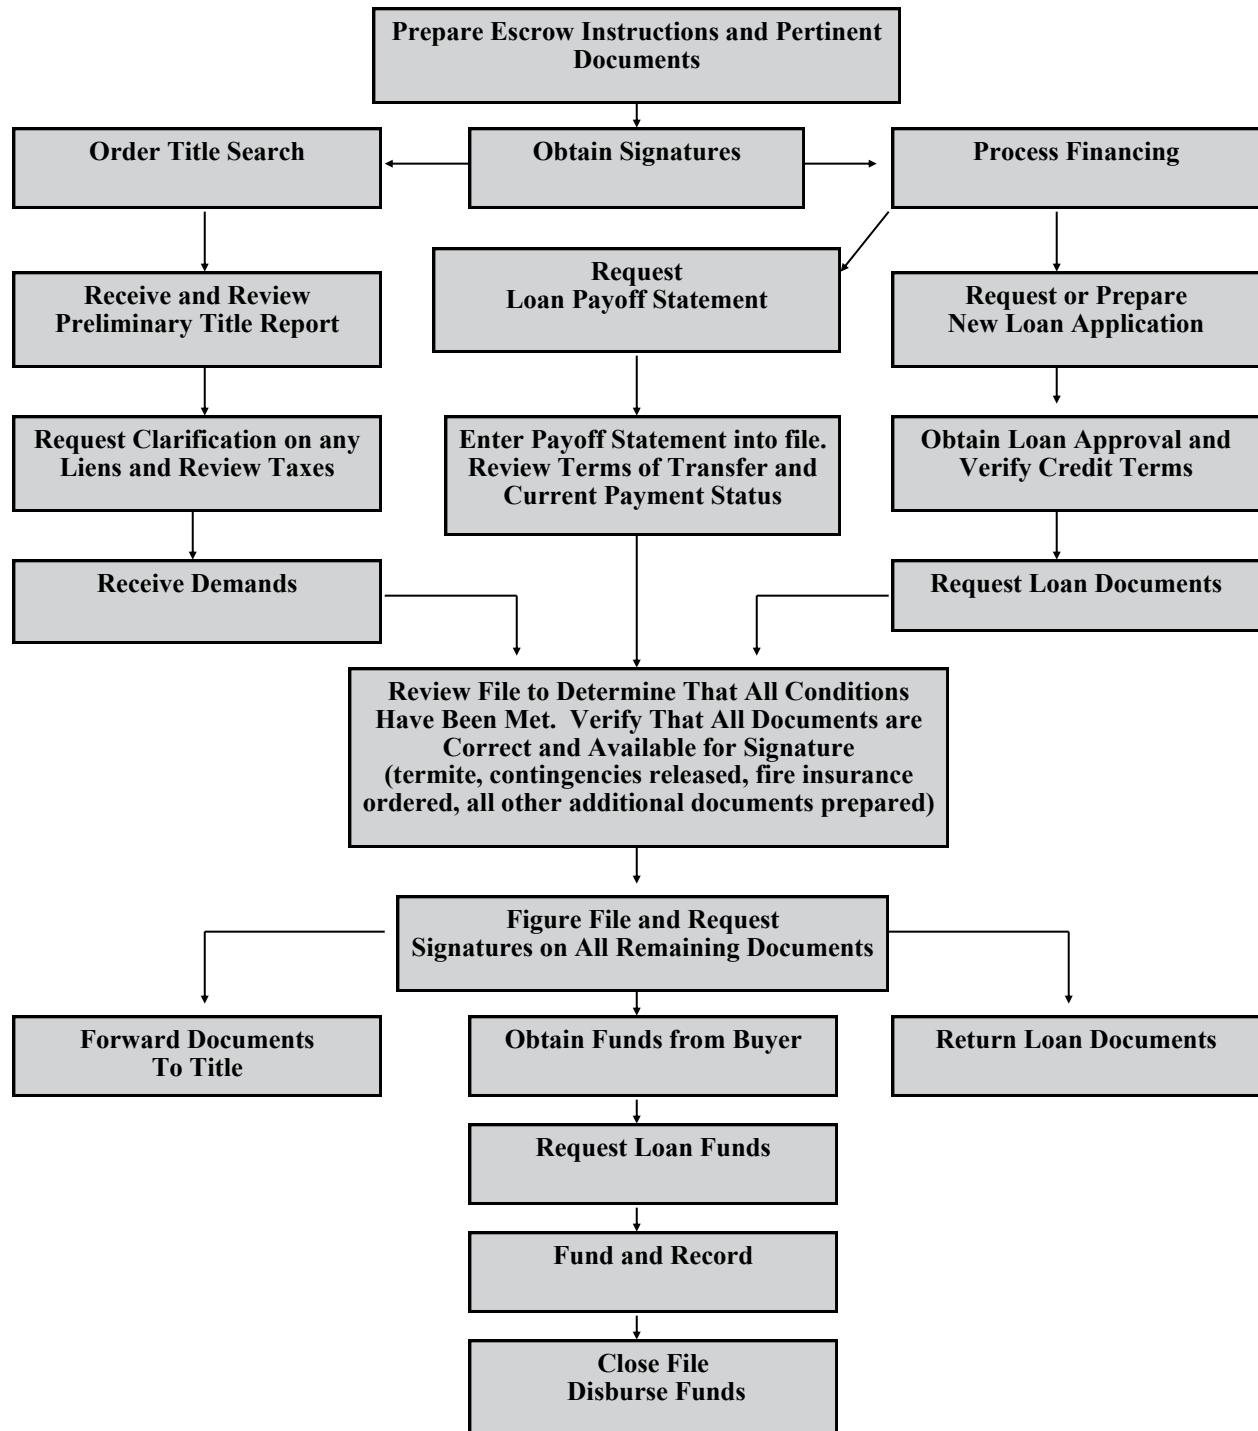 Prepare Escrow Instructions and Pertinent
Documents
Order Title Search
Obtain Signatures
Process Financing
Request
Loan Payoff Statement
Receive and Review
Preliminary Title Report
Request or Prepare
New Loan Application
Request Clarification on any
Liens and Review Taxes
Enter Payoff Statement into file.
Review Terms of Transfer and
Current Payment Status
Obtain Loan Approval and
Verify Credit Terms
Receive Demands
Request Loan Documents
Review File to Determine That All Conditions
Have Been Met. Verify That All Documents are
Correct and Available for Signature
(termite, contingencies released, fire insurance
ordered, all other additional documents prepared)
Figure File and Request
Signatures on All Remaining Documents
Forward Documents
To Title
Obtain Funds from Buyer
Return Loan Documents
Request Loan Funds
Fund and Record
Close File
Disburse Funds